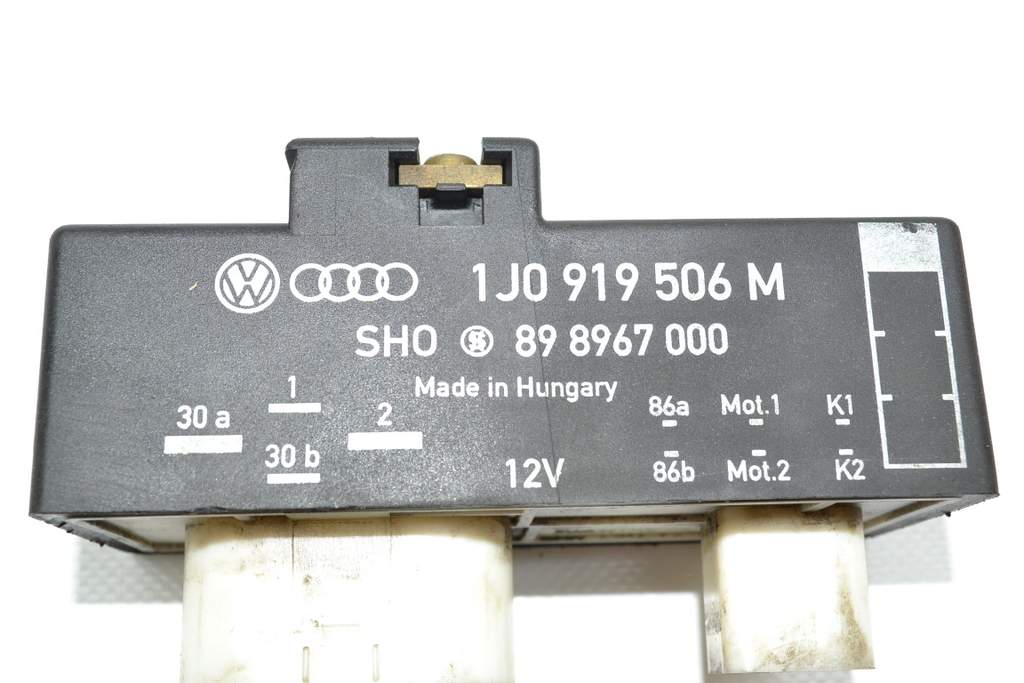 1J0 919 506 M
SHO 89 8967 000
Made in Hungary
30 a 1 2 86a Mot.1 K1
30 b 12V 86b Mot.2 K2